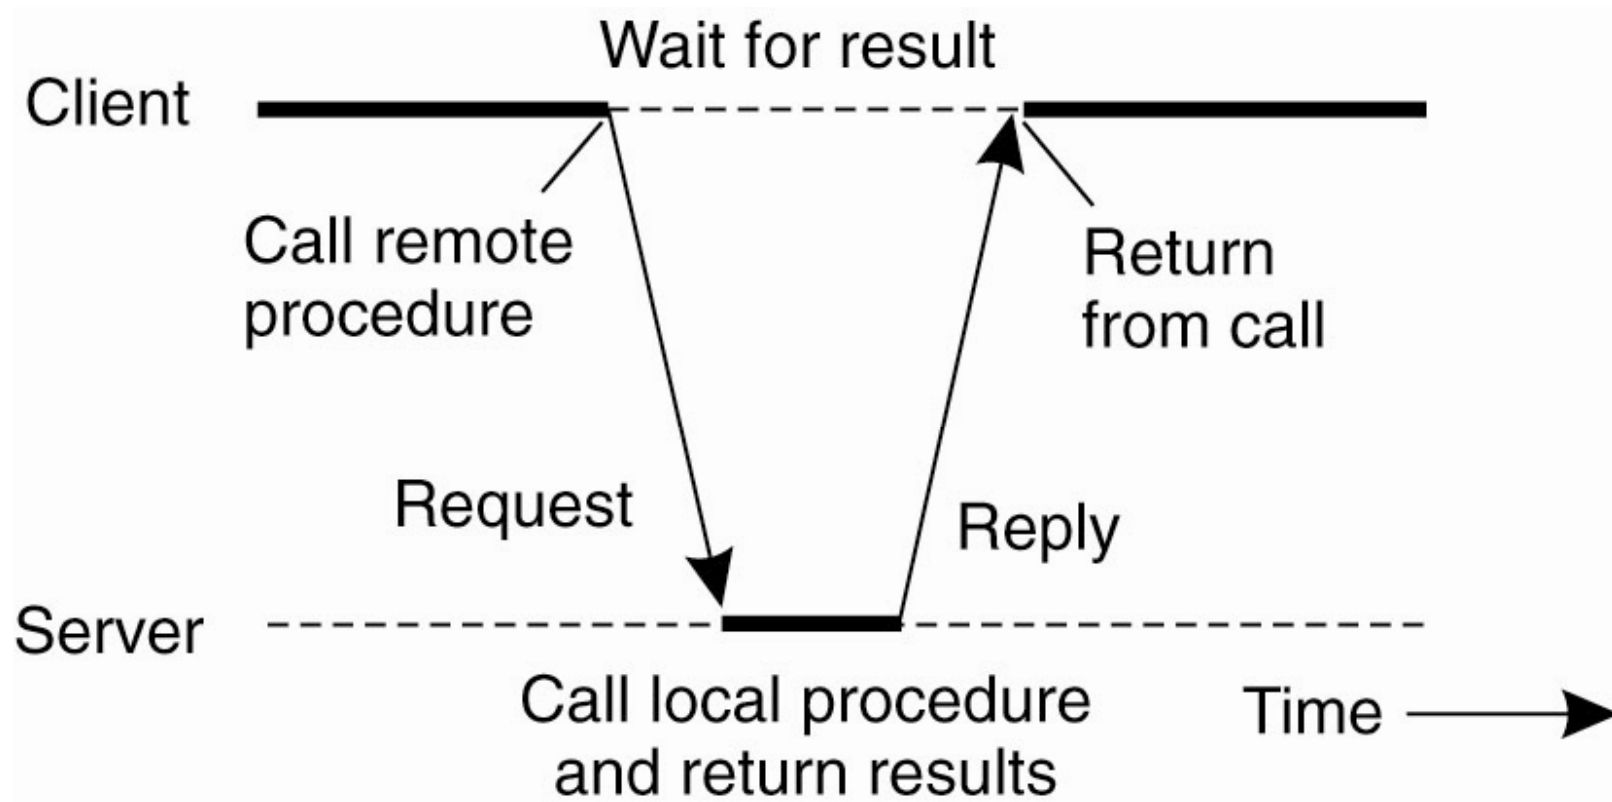 Wait for result
Client
Call remote
procedure
Return
from call
Request
Reply
Server
Call local procedure
and return results
Time